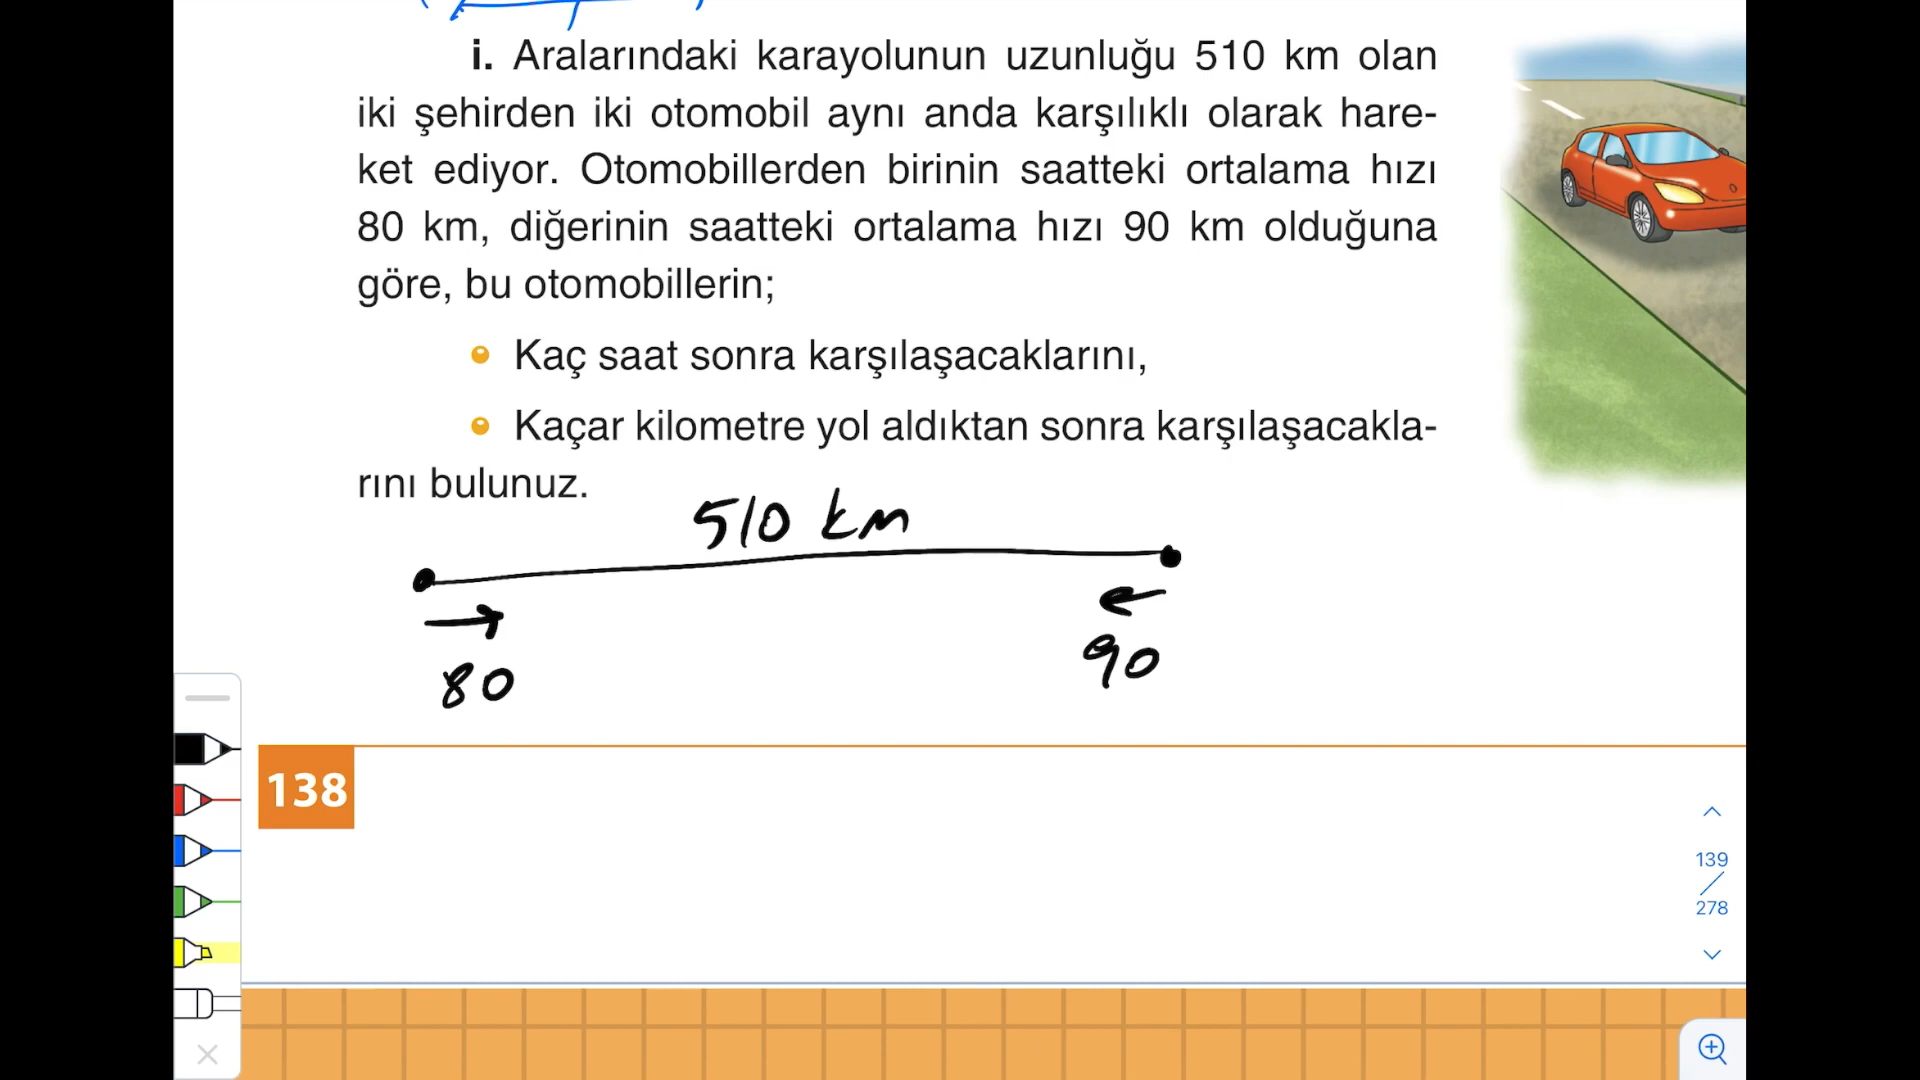 i. Aralarındaki karayolunun uzunluğu 510 km olan
iki şehirden iki otomobil aynı anda karşılıklı olarak hare-
ket ediyor. Otomobillerden birinin saatteki ortalama hızı
80 km, diğerinin saatteki ortalama hızı 90 km olduğuna
göre, bu otomobillerin;
Kaç saat sonra karşılaşacaklarını,
Kaçar kilometre yol aldıktan sonra karşılaşacakla-
rını bulunuz.
510 km
80
90
138
139
278